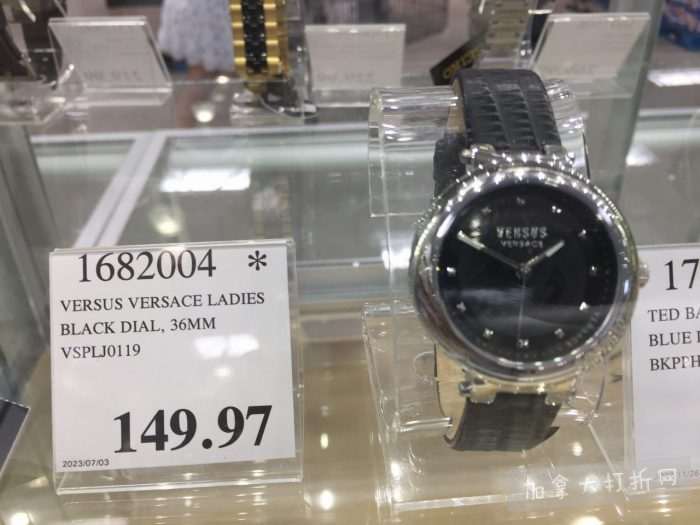 1682004 *
VERSUS VERSACE LADIES
BLACK DIAL, 36MM
VSPLJ0119
149.97
2023/07/03
VERSUS
VERSACE
17
TED BA
BLUE
BKPDH
加拿大打折网